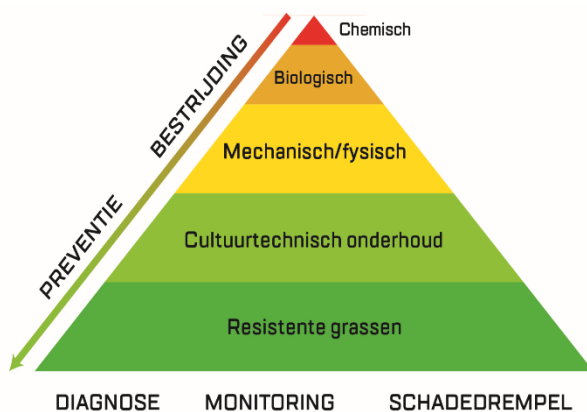 Chemisch
Biologisch
Mechanisch/fysisch
Cultuurtechnisch onderhoud
Resistente grassen
BESTRIJDING
PREVENTIE
DIAGNOSE MONITORING SCHADEDREMPEL